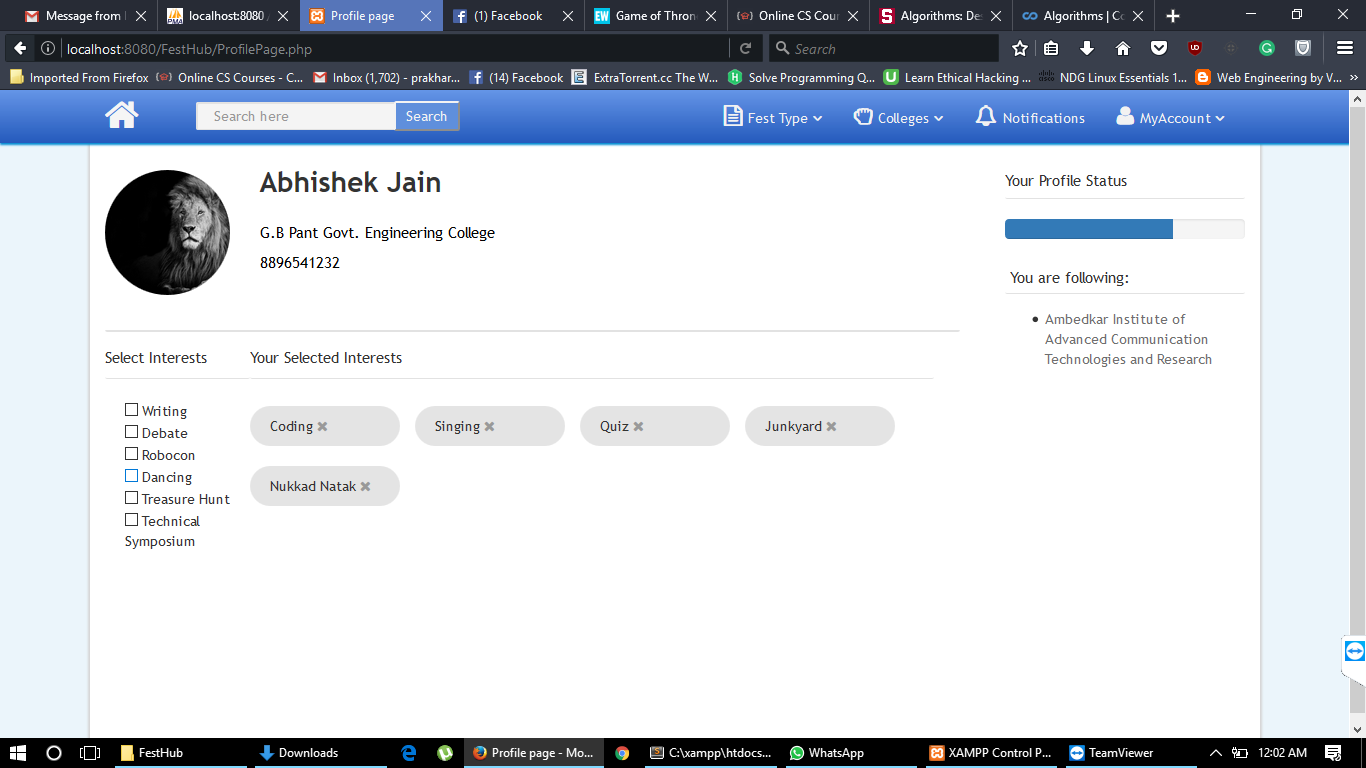 Message from
localhost:8080 /
Profile page
(1) Facebook
Game of Thron
Online CS Cour
Algorithms: Des
Algorithms | Co
localhost:8080/FestHub/ProfilePage.php
Search
Imported From Firefox
Online CS Courses - C...
Inbox (1,702) - prakhar...
(14) Facebook
ExtraTorrent.cc The W...
Solve Programming Q...
Learn Ethical Hacking ...
NDG Linux Essentials 1...
Web Engineering by V...
Search here
Search
Fest Type
Colleges
Notifications
MyAccount
Abhishek Jain
G.B Pant Govt. Engineering College
8896541232
Your Profile Status
You are following:
Ambedkar Institute of
Advanced Communication
Technologies and Research
Select Interests
Your Selected Interests
Writing
Debate
Robocon
Dancing
Treasure Hunt
Technical
Symposium
Coding
Singing
Quiz
Junkyard
Nukkad Natak
FestHub
Downloads
Profile page - Mo...
C:\xampp\htdocs...
WhatsApp
XAMPP Control P...
TeamViewer
12:02 AM